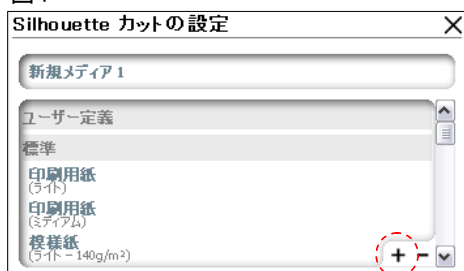 Silhouette カットの設定
新規メディア 1
ユーザー定義
標準
印刷用紙
(ライト)
印刷用紙
(ミディアム)
模様紙
(ライト – 140g/m²)